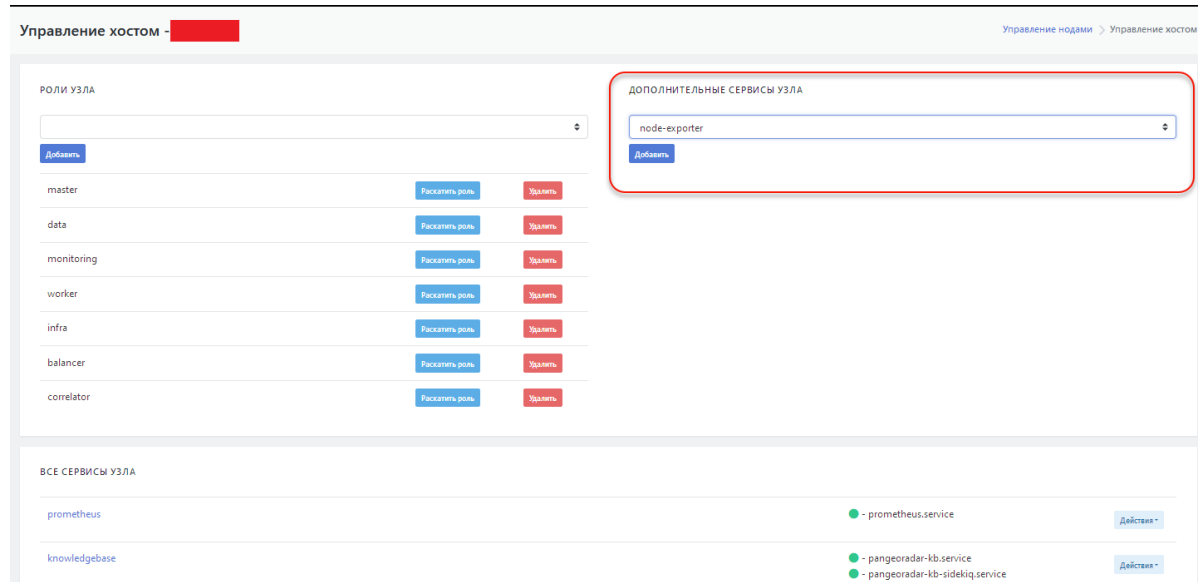 Управление хостом -
Управление нодами > Управление хостом
РОЛИ УЗЛА
Добавить
master Раскатить роль Удалить
data Раскатить роль Удалить
monitoring Раскатить роль Удалить
worker Раскатить роль Удалить
infra Раскатить роль Удалить
balancer Раскатить роль Удалить
correlator Раскатить роль Удалить
ДОПОЛНИТЕЛЬНЫЕ СЕРВИСЫ УЗЛА
node-exporter
Добавить
ВСЕ СЕРВИСЫ УЗЛА
prometheus - prometheus.service Действия
knowledgebase - pangeoradar-kb.service Действия
- pangeoradar-kb-sidekiq.service